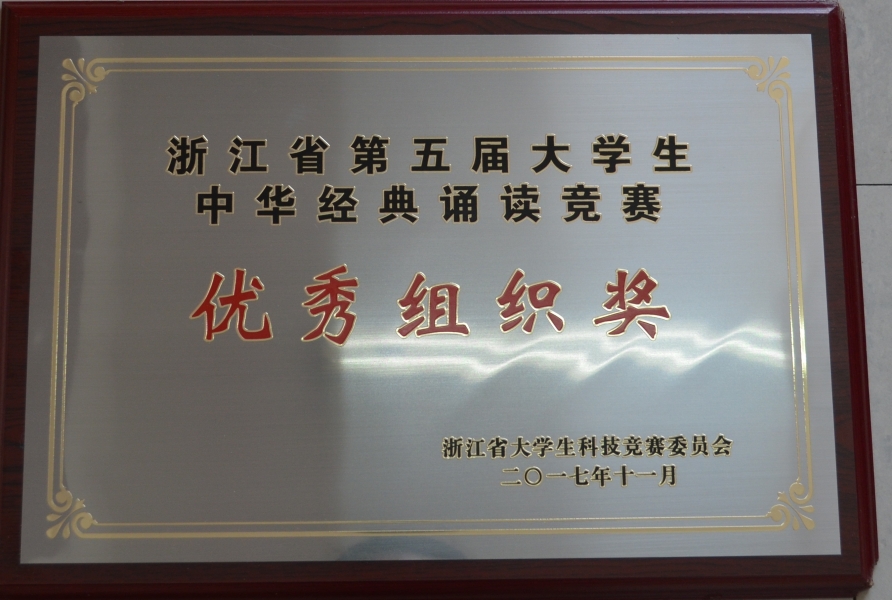 浙江省第五届大学生
中华经典诵读竞赛
优秀组织奖
浙江省大学生科技竞赛委员会
二〇一七年十一月